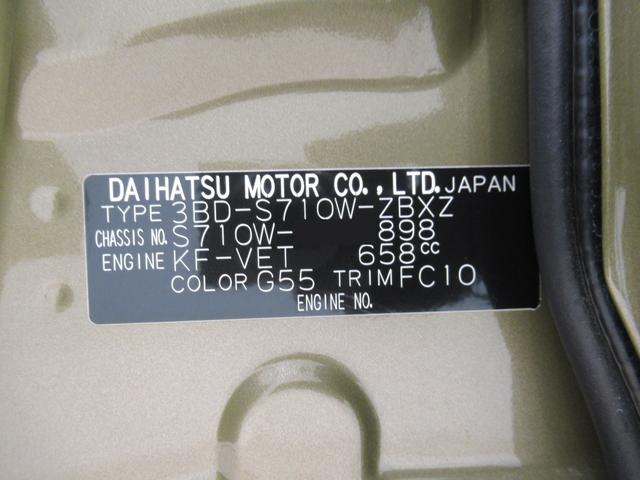 DAIHATSU MOTOR CO.,LTD. JAPAN
TYPE 3BD-S710W-ZBXZ
CHASSIS NO. S710W- 898
ENGINE KF-VET 658cc
COLOR G55 TRIM FC10
ENGINE NO.